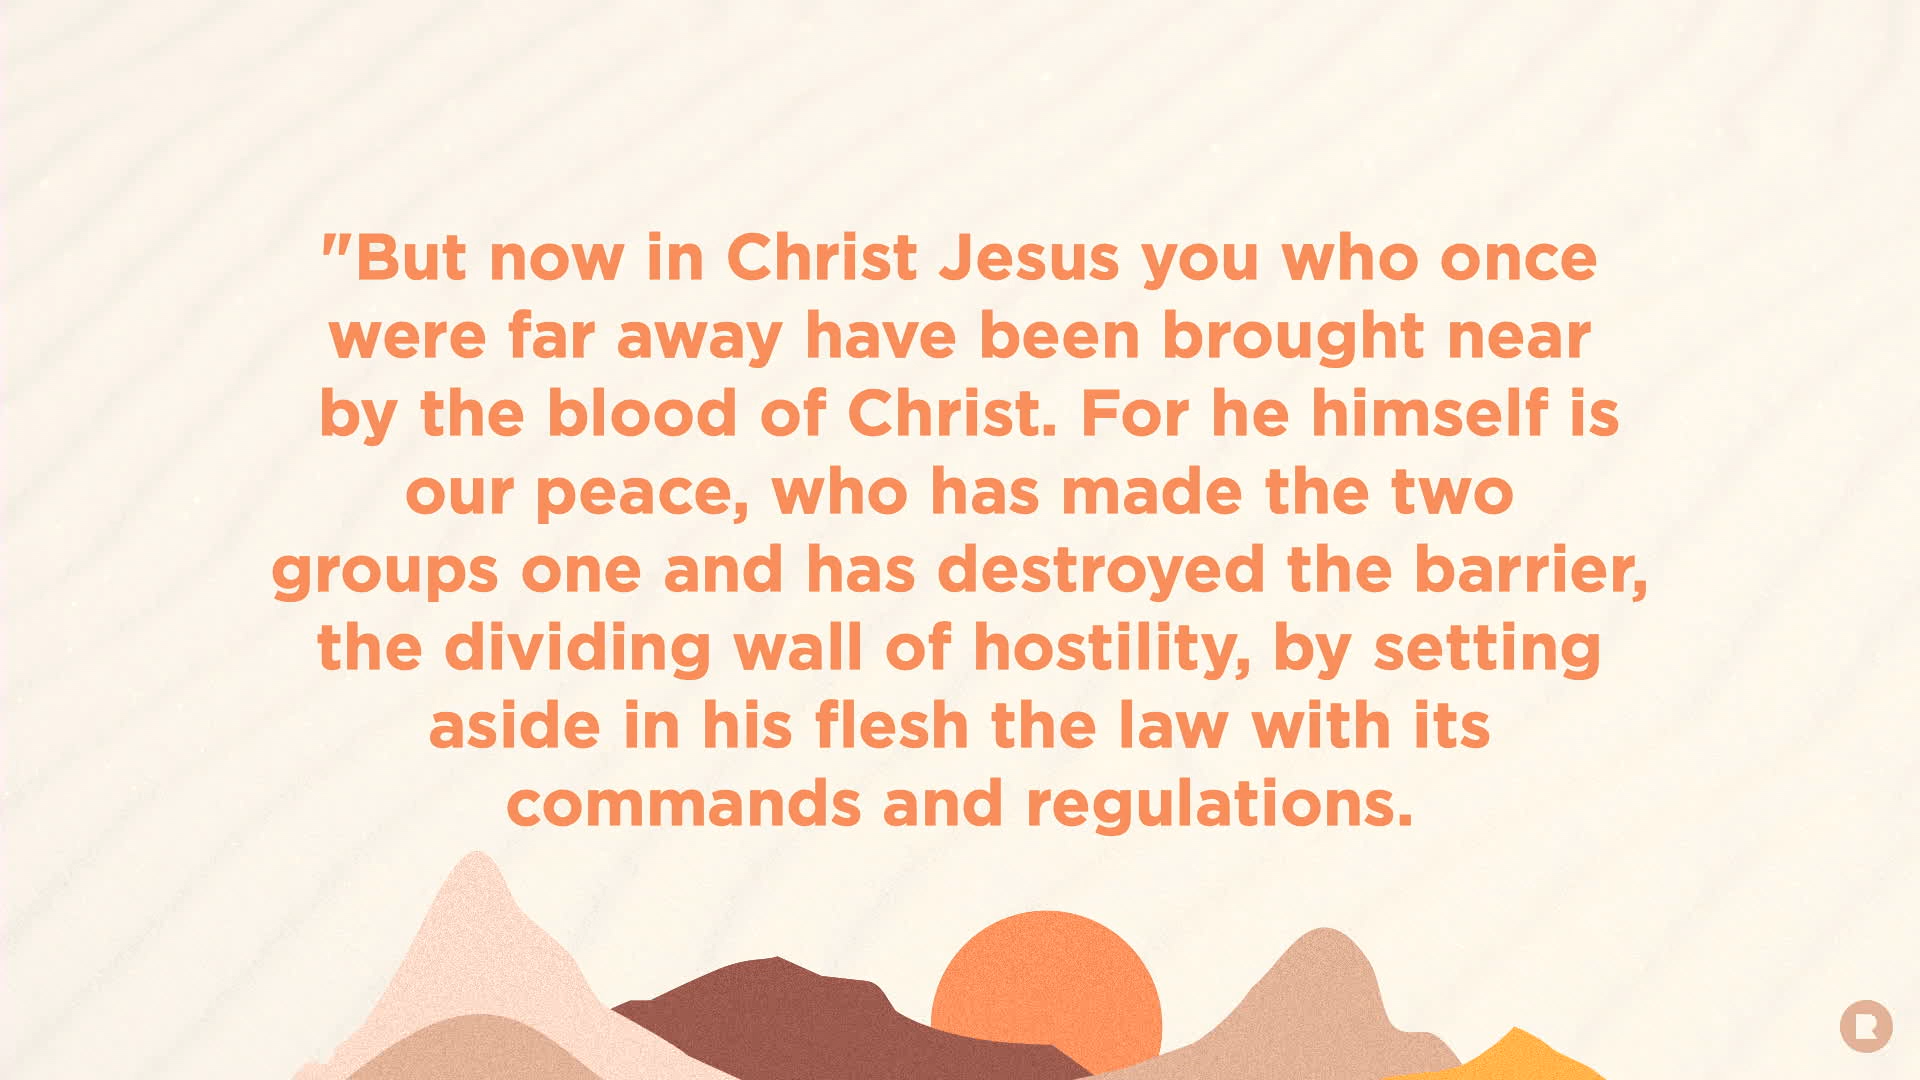 "But now in Christ Jesus you who once
were far away have been brought near
by the blood of Christ. For he himself is
our peace, who has made the two
groups one and has destroyed the barrier,
the dividing wall of hostility, by setting
aside in his flesh the law with its
commands and regulations.
R